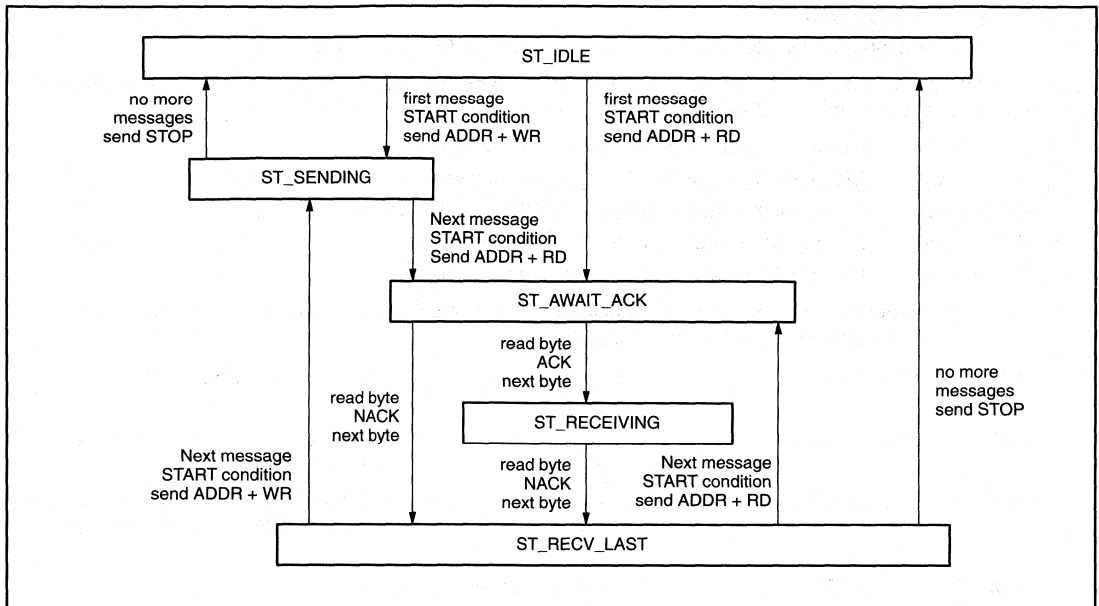 ST_IDLE
no more
messages
send STOP
first message
START condition
send ADDR + WR
first message
START condition
send ADDR + RD
ST_SENDING
Next message
START condition
Send ADDR + RD
ST_AWAIT_ACK
read byte
ACK
next byte
read byte
NACK
next byte
no more
messages
send STOP
ST_RECEIVING
Next message
START condition
send ADDR + WR
read byte
NACK
next byte
Next message
START condition
send ADDR + RD
ST_RECV_LAST